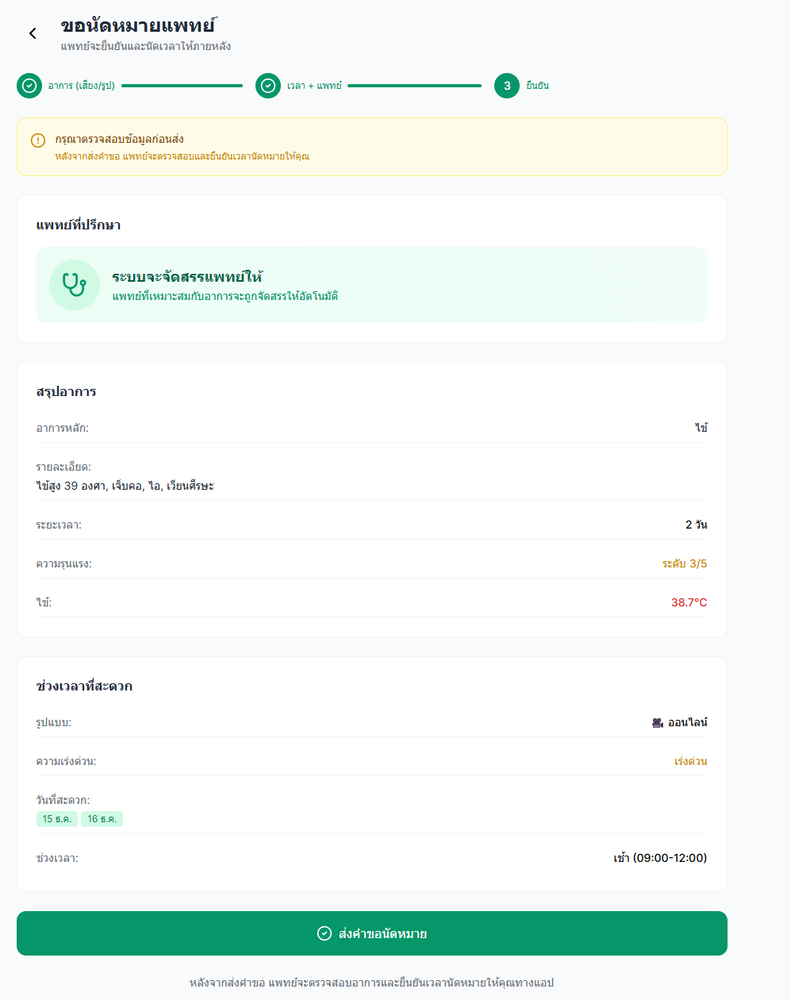 ขอนัดหมายแพทย์
แพทย์จะยืนยันและนัดเวลาให้ภายหลัง
อาการ (เสียง/รูป)
เวลา + แพทย์
3 ยืนยัน
กรุณาตรวจสอบข้อมูลก่อนส่ง
หลังจากส่งคำขอ แพทย์จะตรวจสอบและยืนยันเวลานัดหมายให้คุณ
แพทย์ที่ปรึกษา
ระบบจะจัดสรรแพทย์ให้
แพทย์ที่เหมาะสมกับอาการจะถูกจัดสรรให้อัตโนมัติ
สรุปอาการ
อาการหลัก: ไข้
รายละเอียด:
ไข้สูง 39 องศา, เจ็บคอ, ไอ, เวียนศีรษะ
ระยะเวลา: 2 วัน
ความรุนแรง: ระดับ 3/5
ไข้: 38.7°C
ช่วงเวลาที่สะดวก
รูปแบบ: ออนไลน์
ความเร่งด่วน: เร่งด่วน
วันที่สะดวก:
15 ธ.ค. 16 ธ.ค.
ช่วงเวลา: เช้า (09:00-12:00)
ส่งคำขอนัดหมาย
หลังจากส่งคำขอ แพทย์จะตรวจสอบอาการและยืนยันเวลานัดหมายให้คุณทางแอป